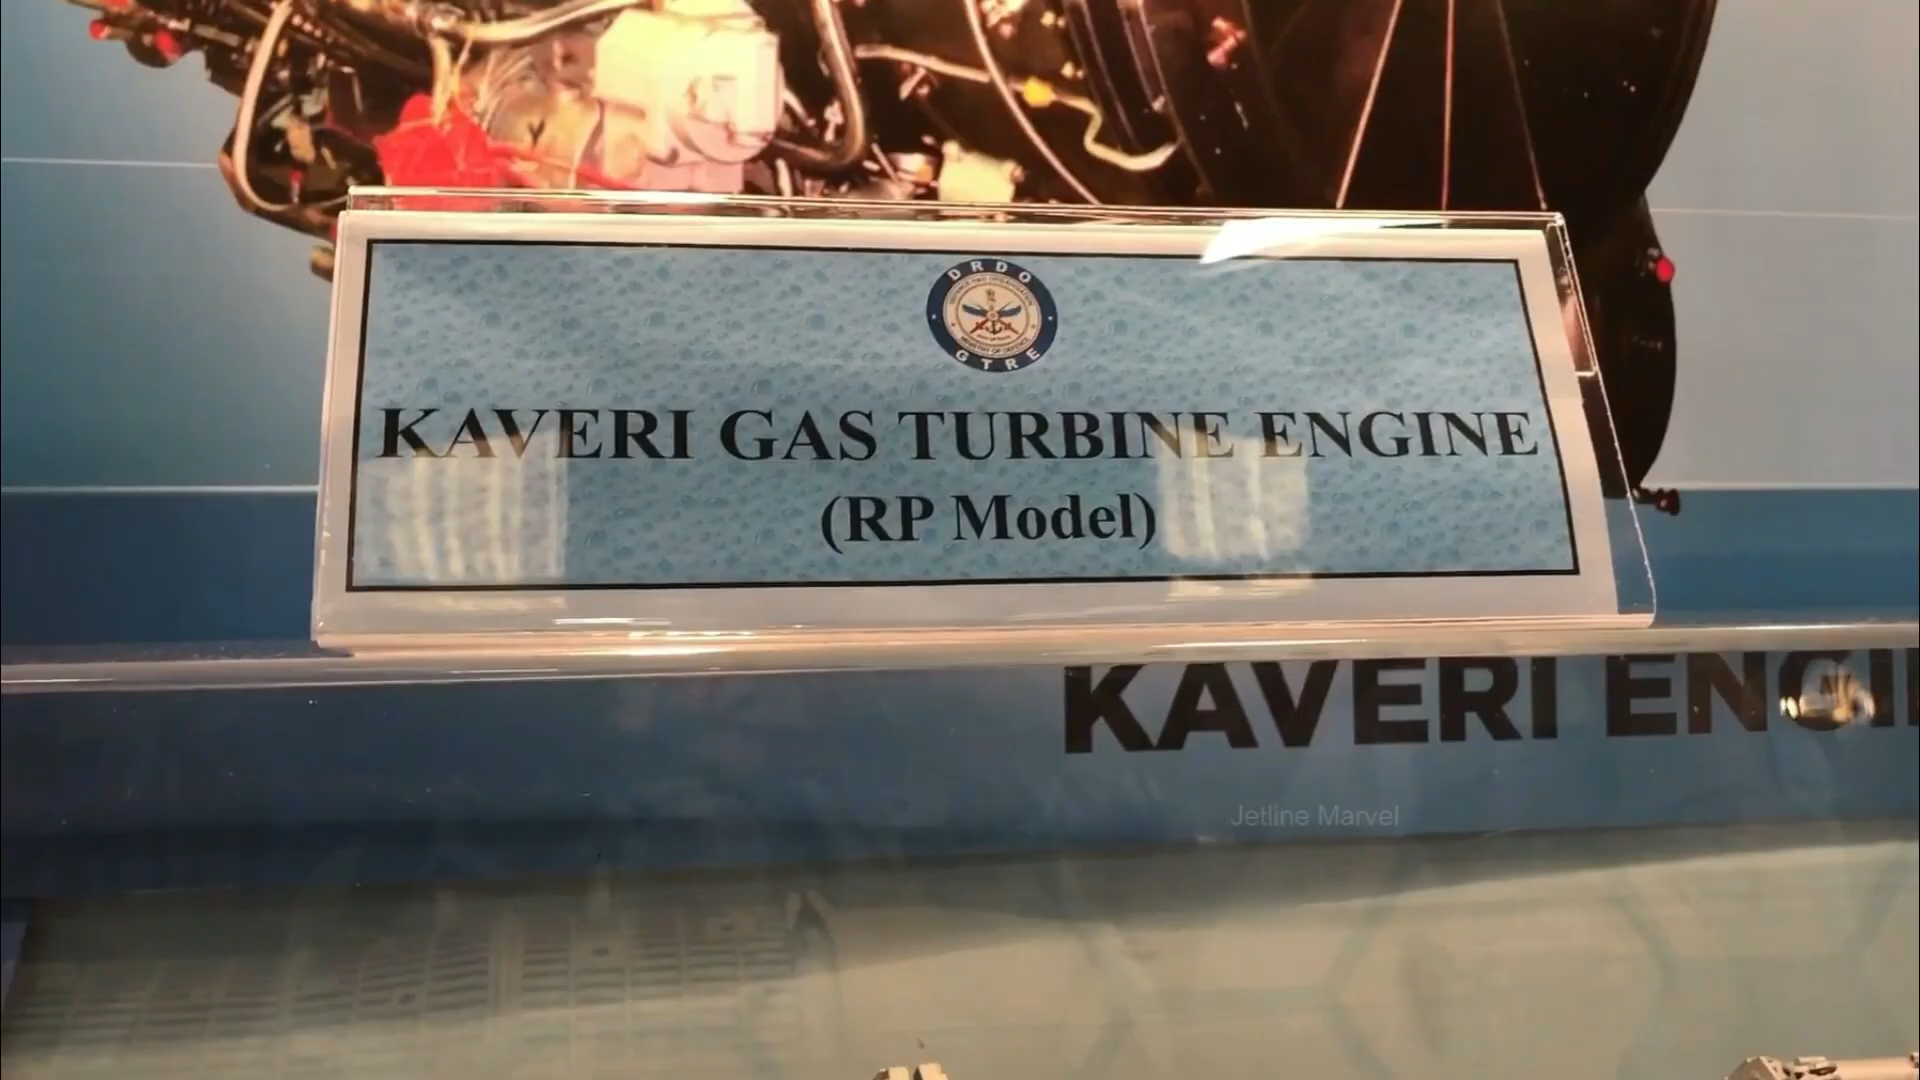 DRDO
GTRE
KAVERI GAS TURBINE ENGINE
(RP Model)
KAVERI ENGI
Jetline Marvel